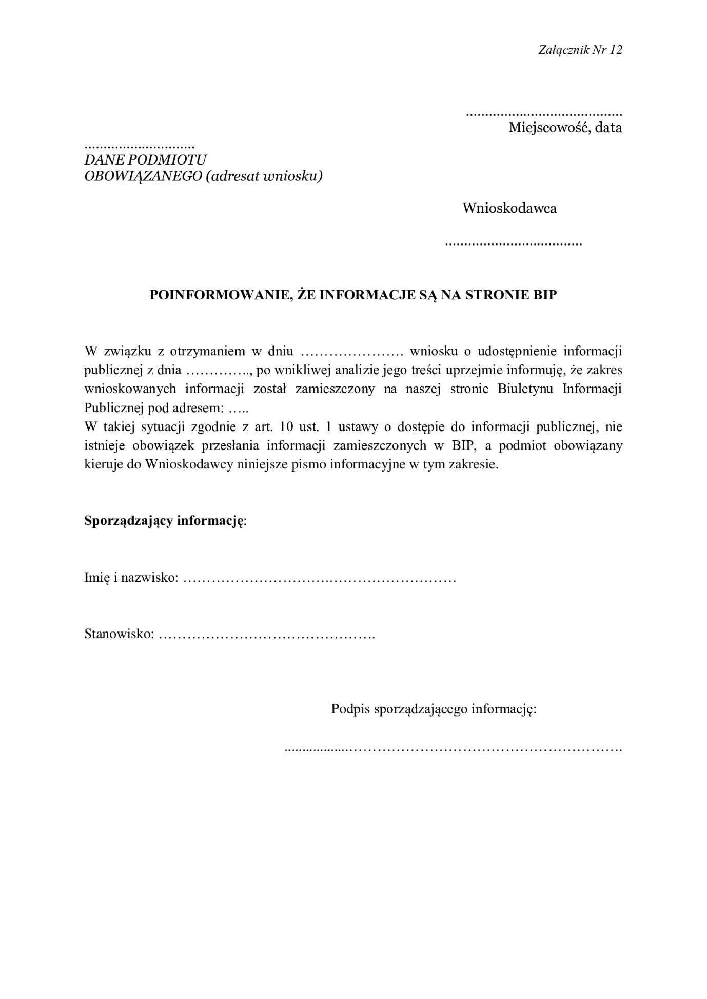 Załącznik Nr 12
.........................................
Miejscowość, data
.............................
DANE PODMIOTU
OBOWIĄZANEGO (adresat wniosku)
Wnioskodawca
....................................
POINFORMOWANIE, ŻE INFORMACJE SĄ NA STRONIE BIP
W związku z otrzymaniem w dniu …………………. wniosku o udostępnienie informacji
publicznej z dnia ………….., po wnikliwej analizie jego treści uprzejmie informuję, że zakres
wnioskowanych informacji został zamieszczony na naszej stronie Biuletynu Informacji
Publicznej pod adresem: …..
W takiej sytuacji zgodnie z art. 10 ust. 1 ustawy o dostępie do informacji publicznej, nie
istnieje obowiązek przesłania informacji zamieszczonych w BIP, a podmiot obowiązany
kieruje do Wnioskodawcy niniejsze pismo informacyjne w tym zakresie.
Sporządzający informację:
Imię i nazwisko: …………………………………………………
Stanowisko: ……………………………………….
Podpis sporządzającego informację:
..................………………………………………………….